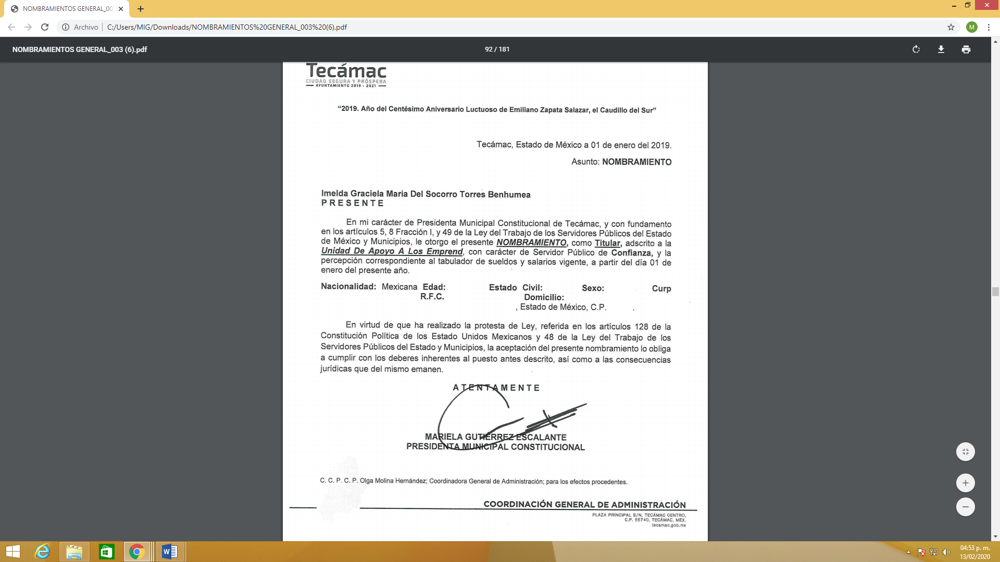 NOMBRAMIENTOS GENERAL_00
Archivo
C:/Users/MIG/Downloads/NOMBRAMIENTOS%20GENERAL_003%20(6).pdf
M
NOMBRAMIENTOS GENERAL_003 (6).pdf
92 / 181
Tecámac
CIUDAD SEGURA Y PRÓSPERA
AYUNTAMIENTO 2019 - 2021
“2019. Año del Centésimo Aniversario Luctuoso de Emiliano Zapata Salazar, el Caudillo del Sur”
Tecámac, Estado de México a 01 de enero del 2019.
Asunto: NOMBRAMIENTO
Imelda Graciela Maria Del Socorro Torres Benhumea
P R E S E N T E
En mi carácter de Presidenta Municipal Constitucional de Tecámac, y con fundamento
en los artículos 5, 8 Fracción I, y 49 de la Ley del Trabajo de los Servidores Públicos del Estado
de México y Municipios, le otorgo el presente NOMBRAMIENTO, como Titular, adscrito a la
Unidad De Apoyo A Los Emprend, con carácter de Servidor Público de Confianza, y la
percepción correspondiente al tabulador de sueldos y salarios vigente, a partir del día 01 de
enero del presente año.
Nacionalidad: Mexicana Edad: Estado Civil: Sexo: Curp
R.F.C. Domicilio:
, Estado de México, C.P. .
En virtud de que ha realizado la protesta de Ley, referida en los artículos 128 de la
Constitución Política de los Estado Unidos Mexicanos y 48 de la Ley del Trabajo de los
Servidores Públicos del Estado y Municipios, la aceptación del presente nombramiento lo obliga
a cumplir con los deberes inherentes al puesto antes descrito, así como a las consecuencias
jurídicas que del mismo emanen.
A T E N T A M E N T E
MARIELA GUTIÉRREZ ESCALANTE
PRESIDENTA MUNICIPAL CONSTITUCIONAL
C. C. P. C. P. Olga Molina Hernández; Coordinadora General de Administración; para los efectos procedentes.
COORDINACIÓN GENERAL DE ADMINISTRACIÓN
PLAZA PRINCIPAL S/N, TECÁMAC CENTRO,
C.P. 55740, TECÁMAC, MÉX.
tecamac.gob.mx
04:53 p. m.
13/02/2020